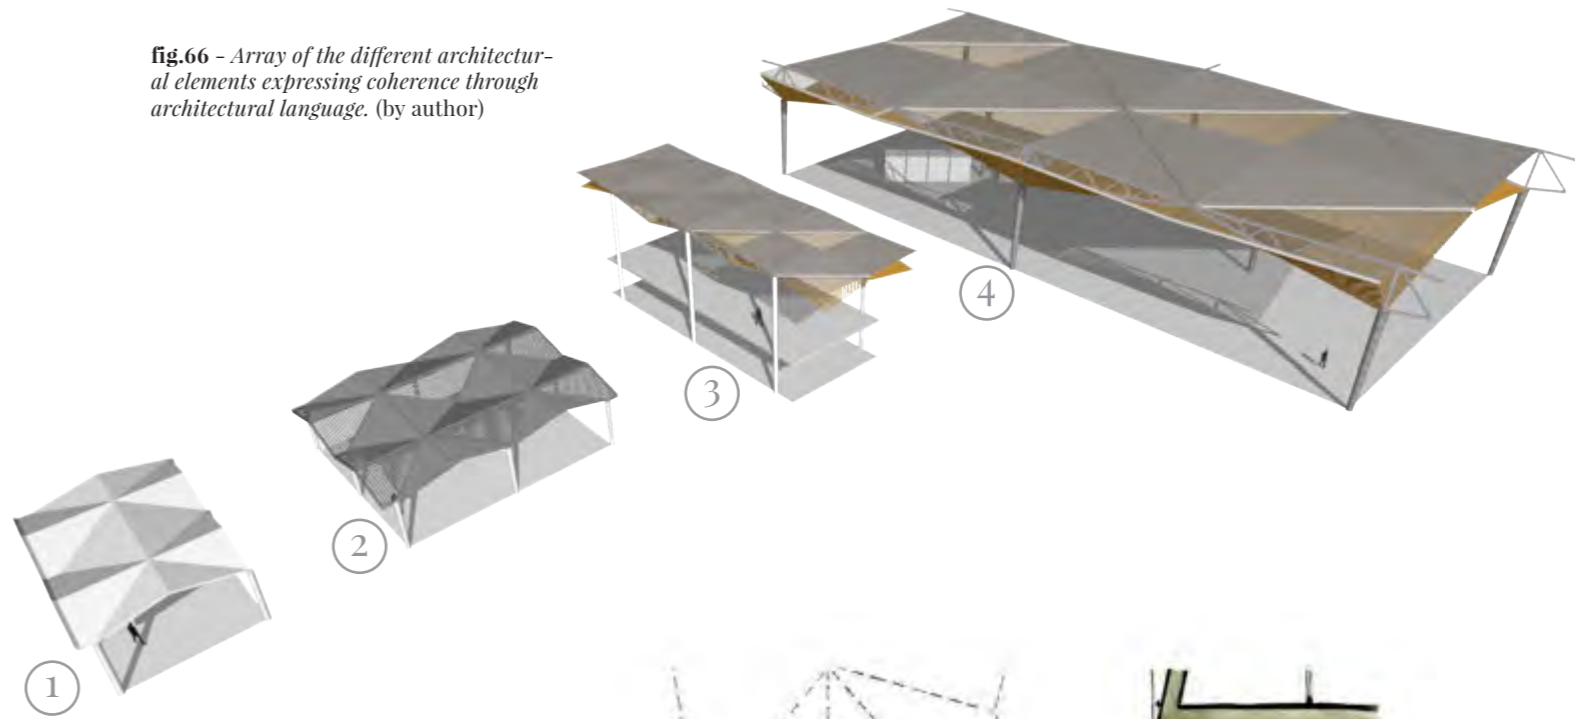 fig.66 - Array of the different architectur-
al elements expressing coherence through
architectural language. (by author)
4
3
2
1